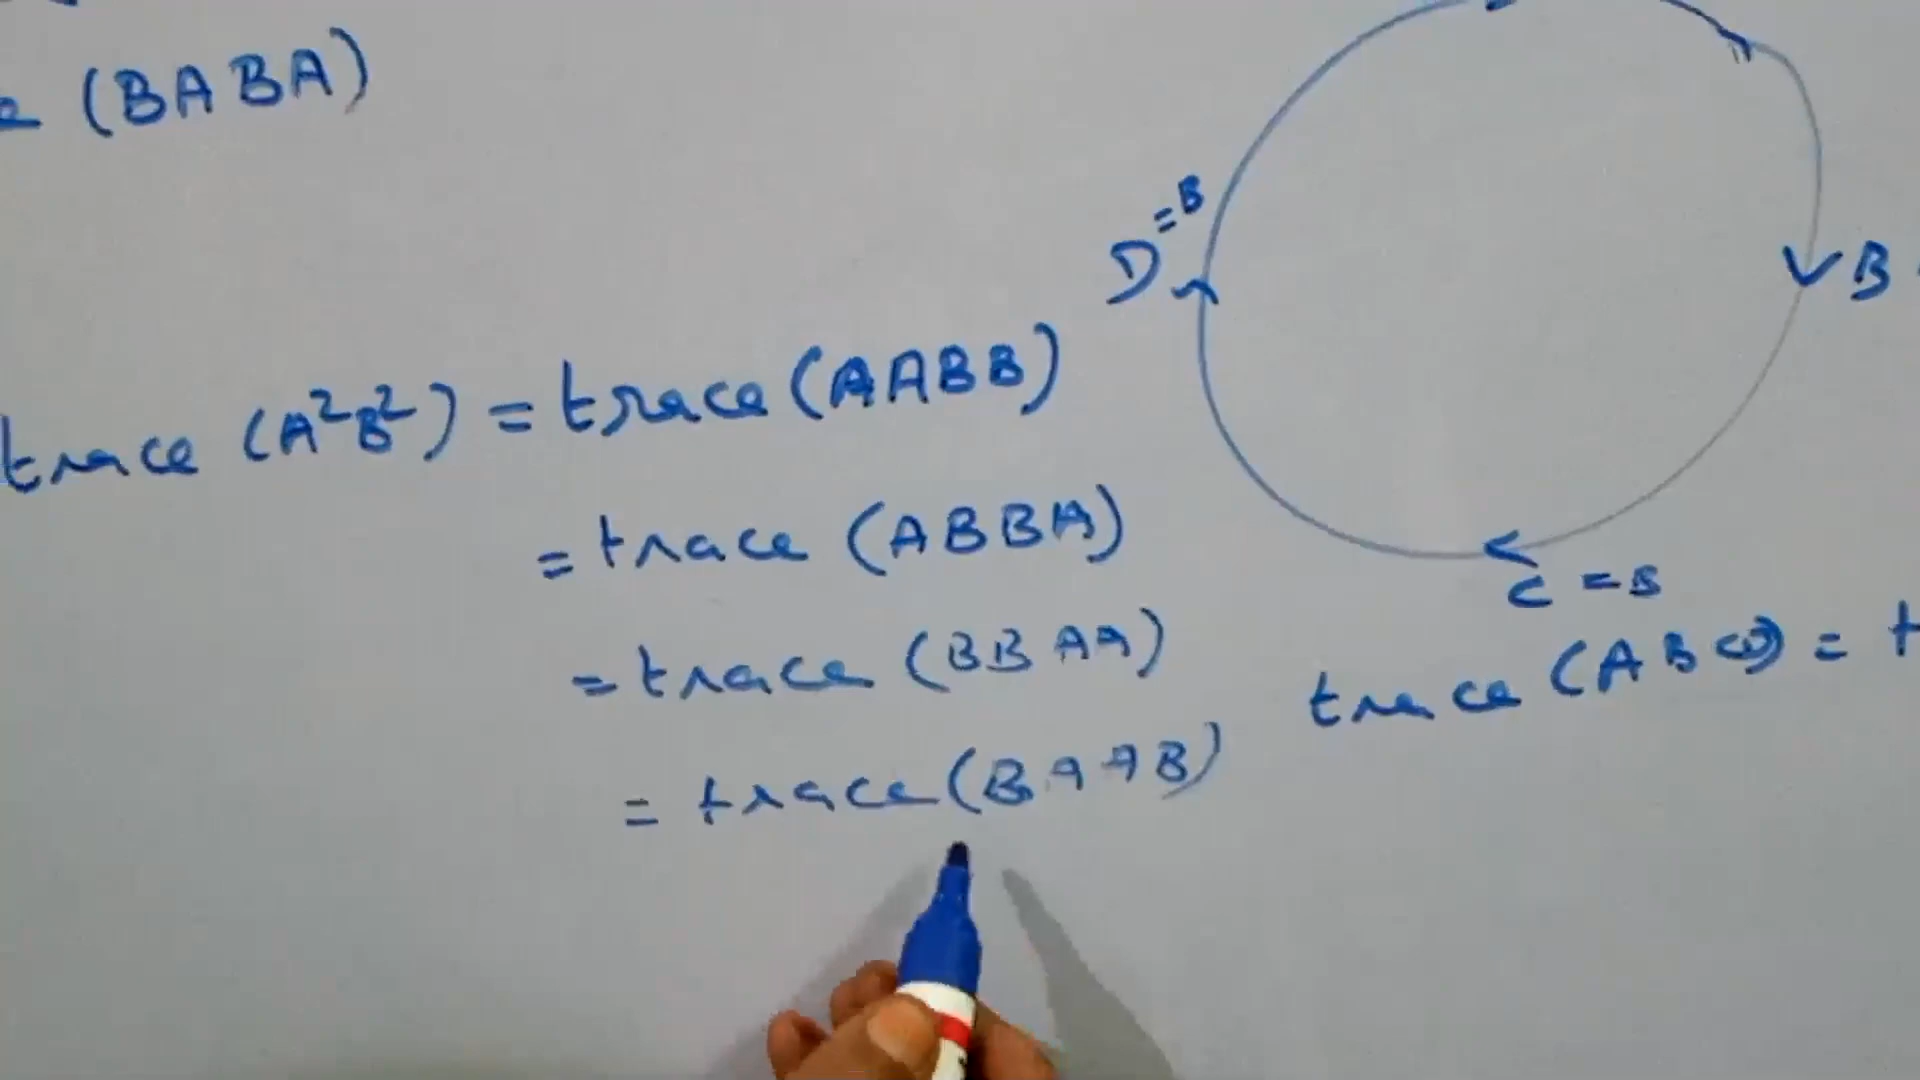 (BABA)
= B
D
B
trace (A²B²) = trace (AABB)
= trace (ABBA)
C = B
= trace (BBAA)
trace (ABCD) = t
= trace (BAAB)